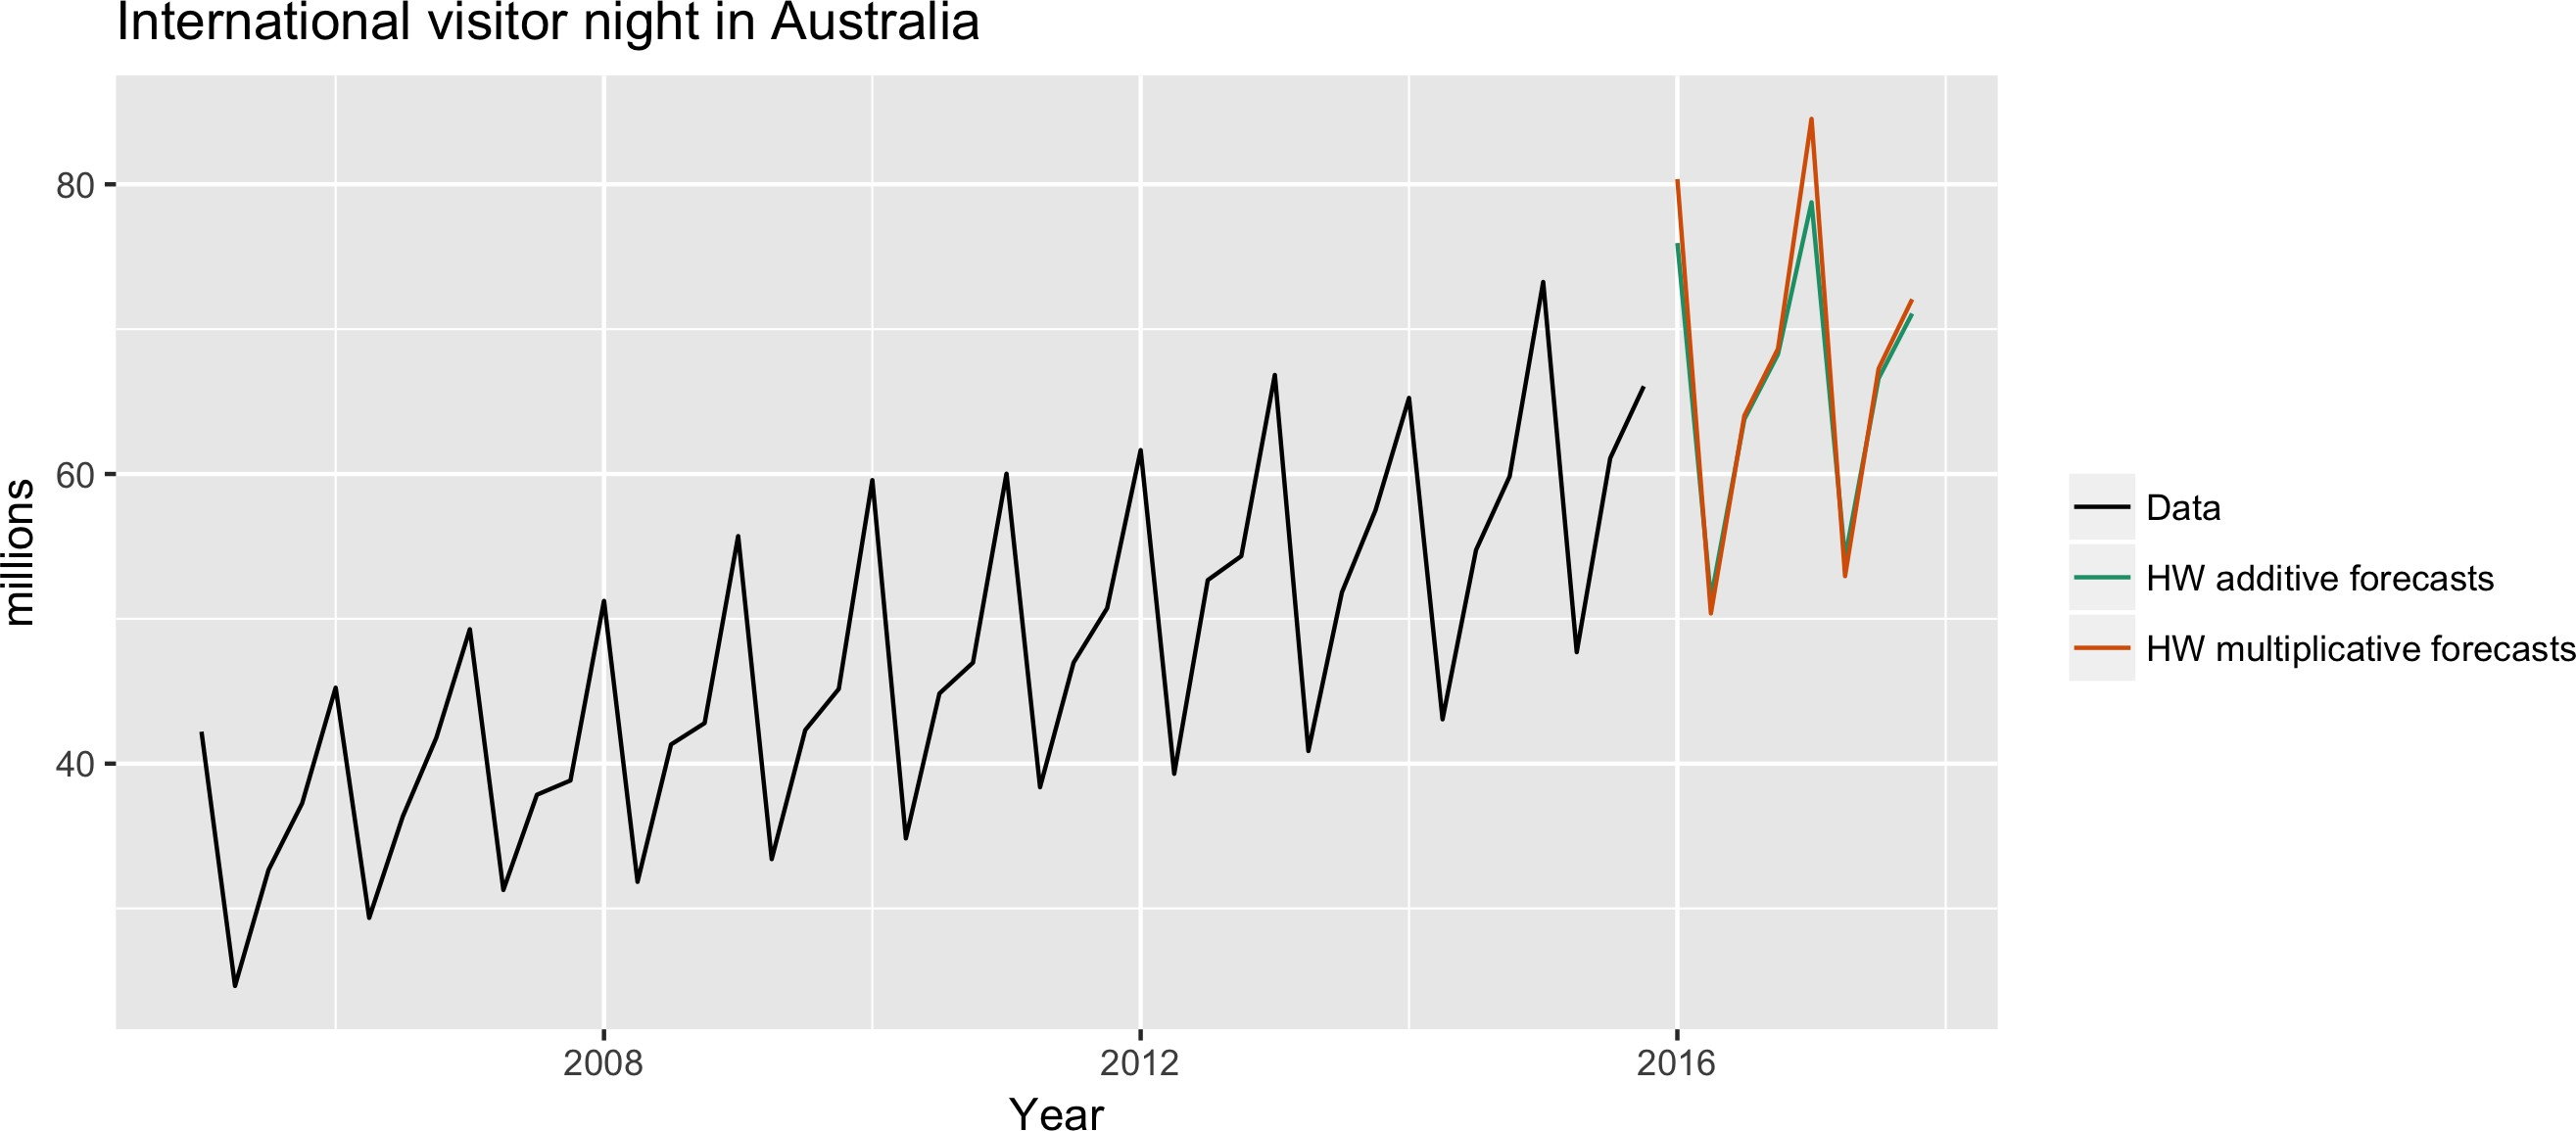 International visitor night in Australia
millions
80
60
40
2008
2012
2016
Year
Data
HW additive forecasts
HW multiplicative forecasts